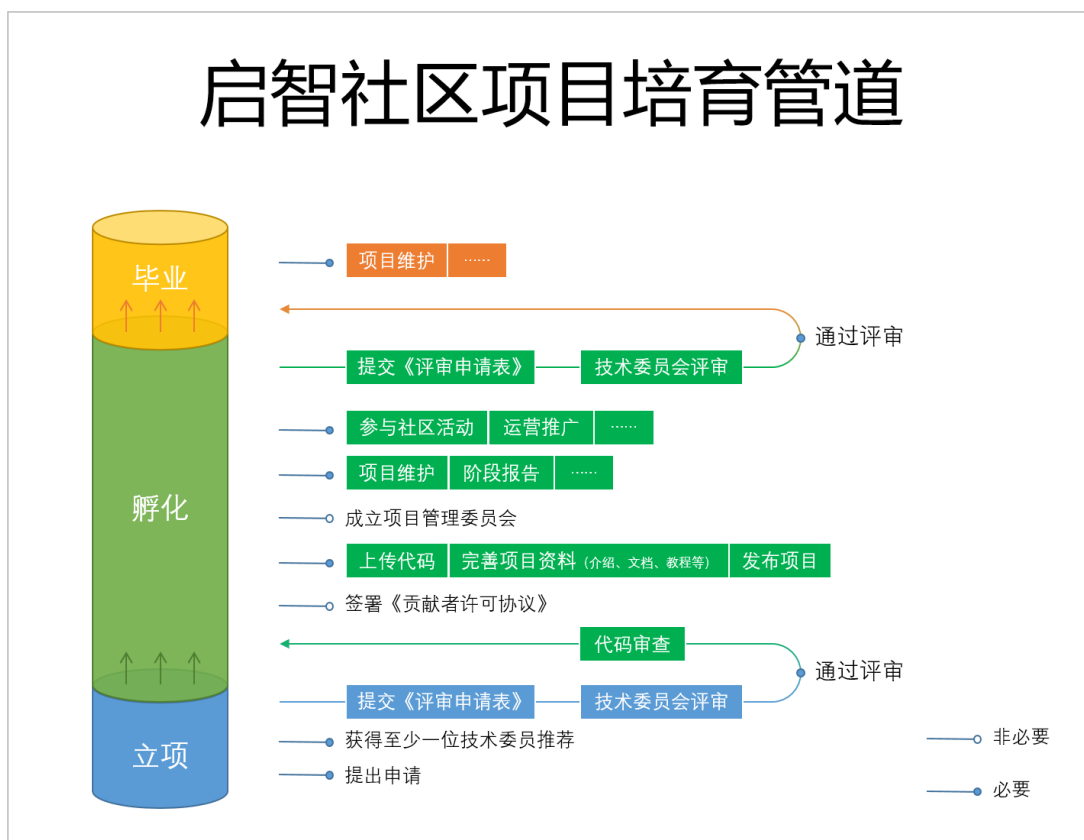 启智社区项目培育管道
毕业
项目维护 ……
通过评审
提交《评审申请表》 技术委员会评审
参与社区活动 运营推广 ……
项目维护 阶段报告 ……
孵化
成立项目管理委员会
上传代码 完善项目资料（介绍、文档、教程等） 发布项目
签署《贡献者许可协议》
代码审查
通过评审
提交《评审申请表》 技术委员会评审
立项
获得至少一位技术委员推荐
非必要
提出申请
必要